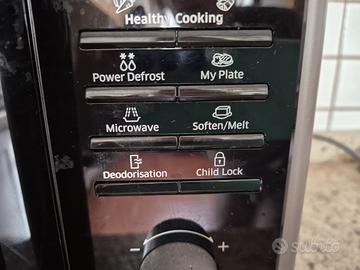 Healthy Cooking
Power Defrost
My Plate
Microwave
Soften/Melt
Deodorisation
Child Lock
- +
subito